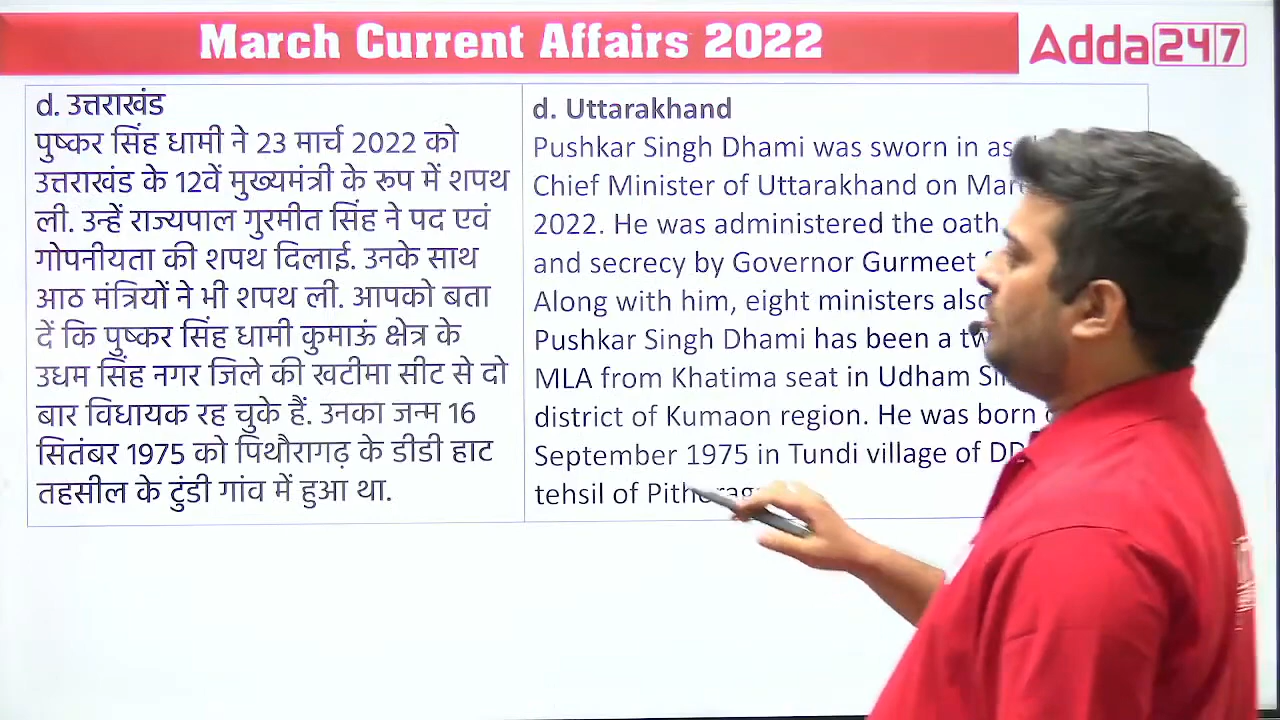 March Current Affairs 2022
Adda247
d. उत्तराखंड
पुष्कर सिंह धामी ने 23 मार्च 2022 को
उत्तराखंड के 12वें मुख्यमंत्री के रूप में शपथ
ली. उन्हें राज्यपाल गुरमीत सिंह ने पद एवं
गोपनीयता की शपथ दिलाई. उनके साथ
आठ मंत्रियों ने भी शपथ ली. आपको बता
दें कि पुष्कर सिंह धामी कुमाऊं क्षेत्र के
उधम सिंह नगर जिले की खटीमा सीट से दो
बार विधायक रह चुके हैं. उनका जन्म 16
सितंबर 1975 को पिथौरागढ़ के डीडी हाट
तहसील के टुंडी गांव में हुआ था.
d. Uttarakhand
Pushkar Singh Dhami was sworn in as
Chief Minister of Uttarakhand on
2022. He was administered the oath
and secrecy by Governor Gurmeet
Along with him, eight ministers also
Pushkar Singh Dhami has been a
MLA from Khatima seat in Udham
district of Kumaon region. He was born
September 1975 in Tundi village of DD
tehsil of